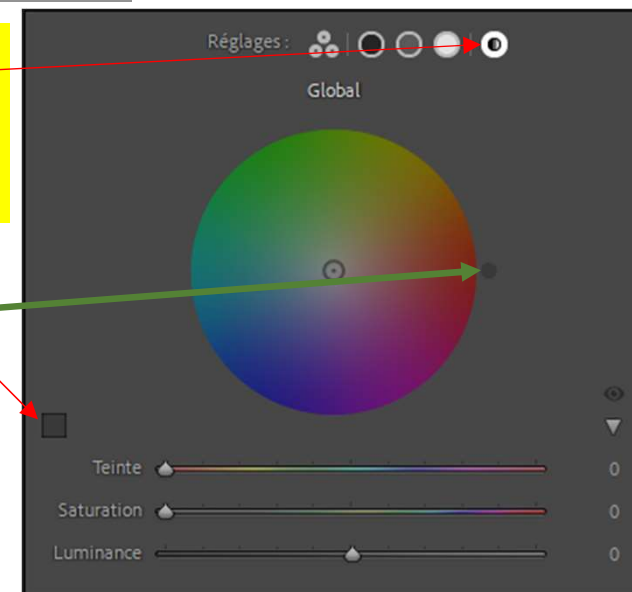 Réglages :
Global
Teinte 0
Saturation 0
Luminance 0